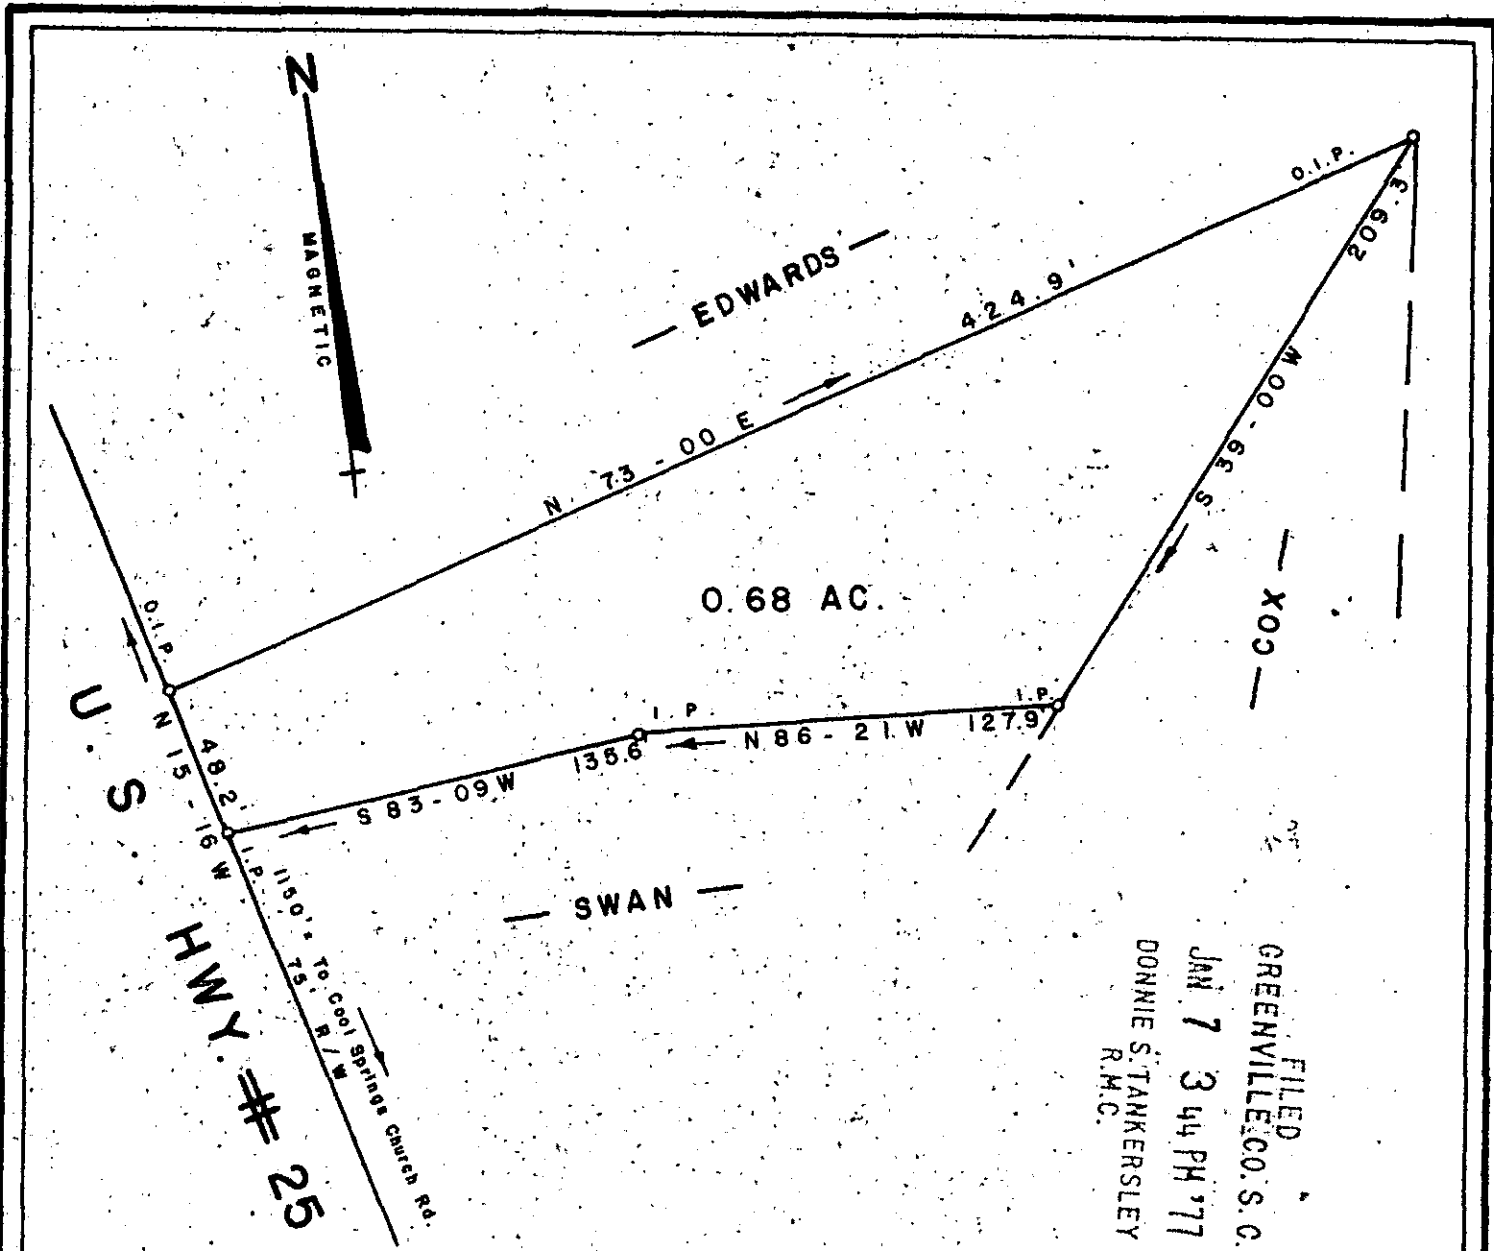 N
MAGNETIC
O.I.P.
209.3'
EDWARDS
424.9'
S 39-00 W
N. 73-00 E
COX
0.68 AC.
O.I.P.
I.P.
127.9'
N 86-21 W
I.P.
135.6'
S 83-09 W
48.2'
N 15-16 W
I.P.
SWAN
1150'± To Cool Springs Church Rd.
75' R/W
U.S. HWY. # 25
FILED
GREENVILLE CO. S.C.
JAN 7 3 44 PM '77
DONNIE S. TANKERSLEY
R.M.C.